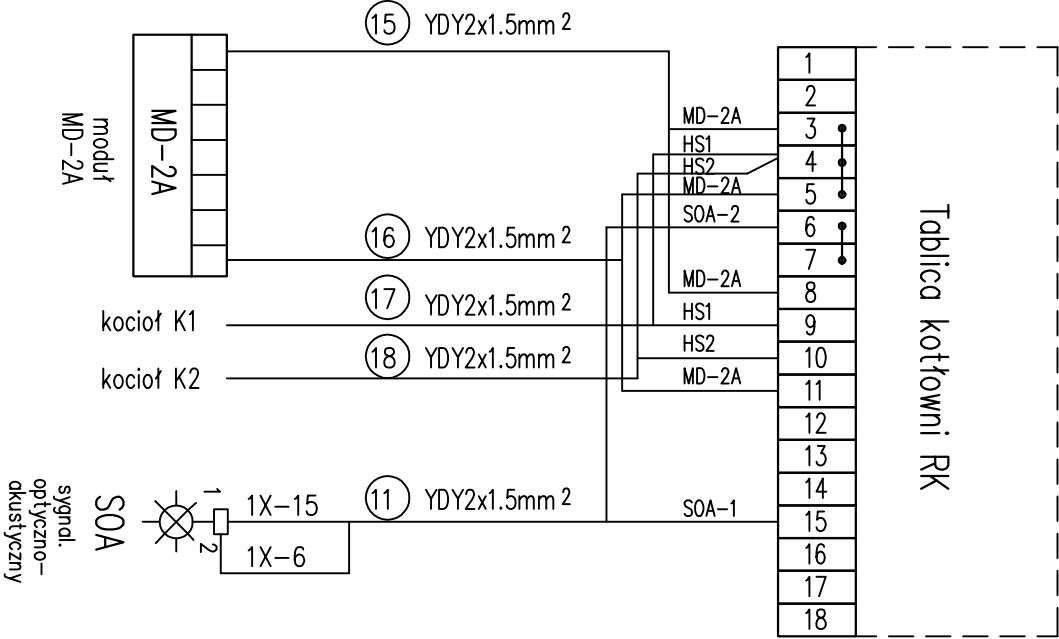 15 YDY2x1.5mm 2
MD-2A
moduł
MD-2A
16 YDY2x1.5mm 2
17 YDY2x1.5mm 2
kocioł K1
18 YDY2x1.5mm 2
kocioł K2
11 YDY2x1.5mm 2
1X-15
1X-6
1
2
SOA
sygnal.
optyczno-
akustyczny
MD-2A
HS1
HS2
MD-2A
SOA-2
MD-2A
HS1
HS2
MD-2A
SOA-1
1
2
3
4
5
6
7
8
9
10
11
12
13
14
15
16
17
18
Tablica kotłowni RK